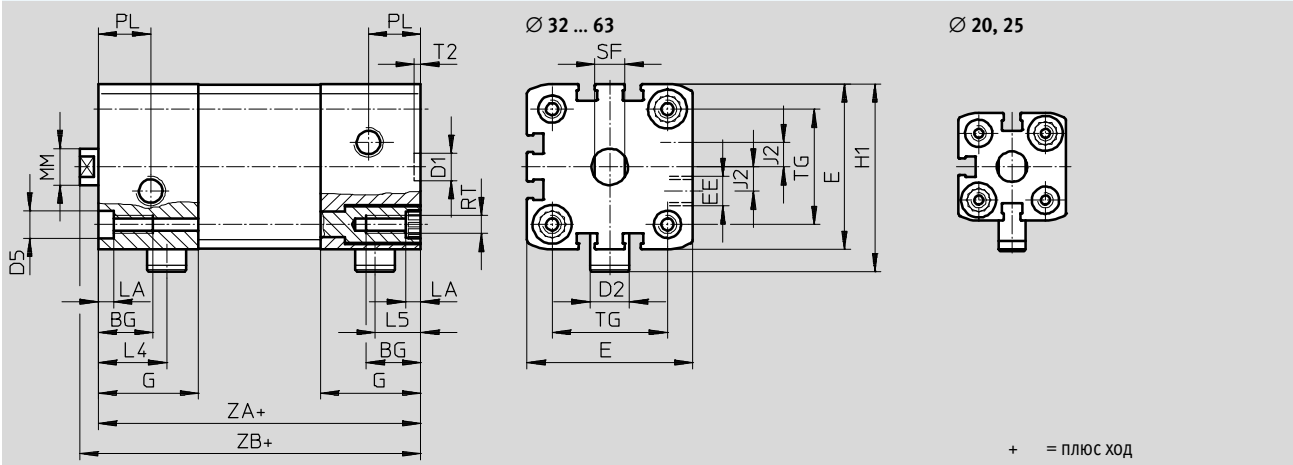 PL
PL
T2
MM
D1
RT
D5
LA
LA
BG
L5
L4
BG
G
G
ZA+
ZB+
∅ 32 ... 63
SF
J2
J2
EE
TG
E
H1
D2
TG
E
∅ 20, 25
+ = плюс ход